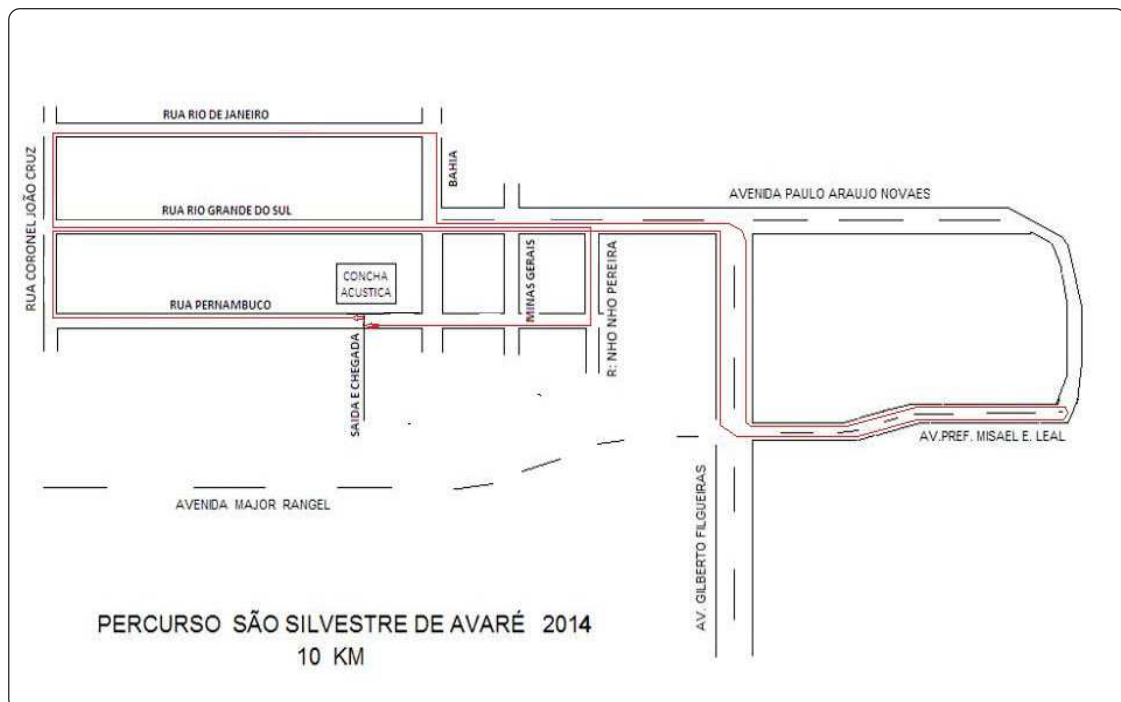 RUA RIO DE JANEIRO
RUA CORONEL JOÃO CRUZ
BAHIA
AVENIDA PAULO ARAUJO NOVAES
RUA RIO GRANDE DO SUL
CONCHA
ACUSTICA
MINAS GERAIS
R: NHO NHO PEREIRA
RUA PERNAMBUCO
SAIDA E CHEGADA
AV.PREF. MISAEL E. LEAL
AVENIDA MAJOR RANGEL
AV. GILBERTO FILGUEIRAS
PERCURSO SÃO SILVESTRE DE AVARÉ 2014
10 KM